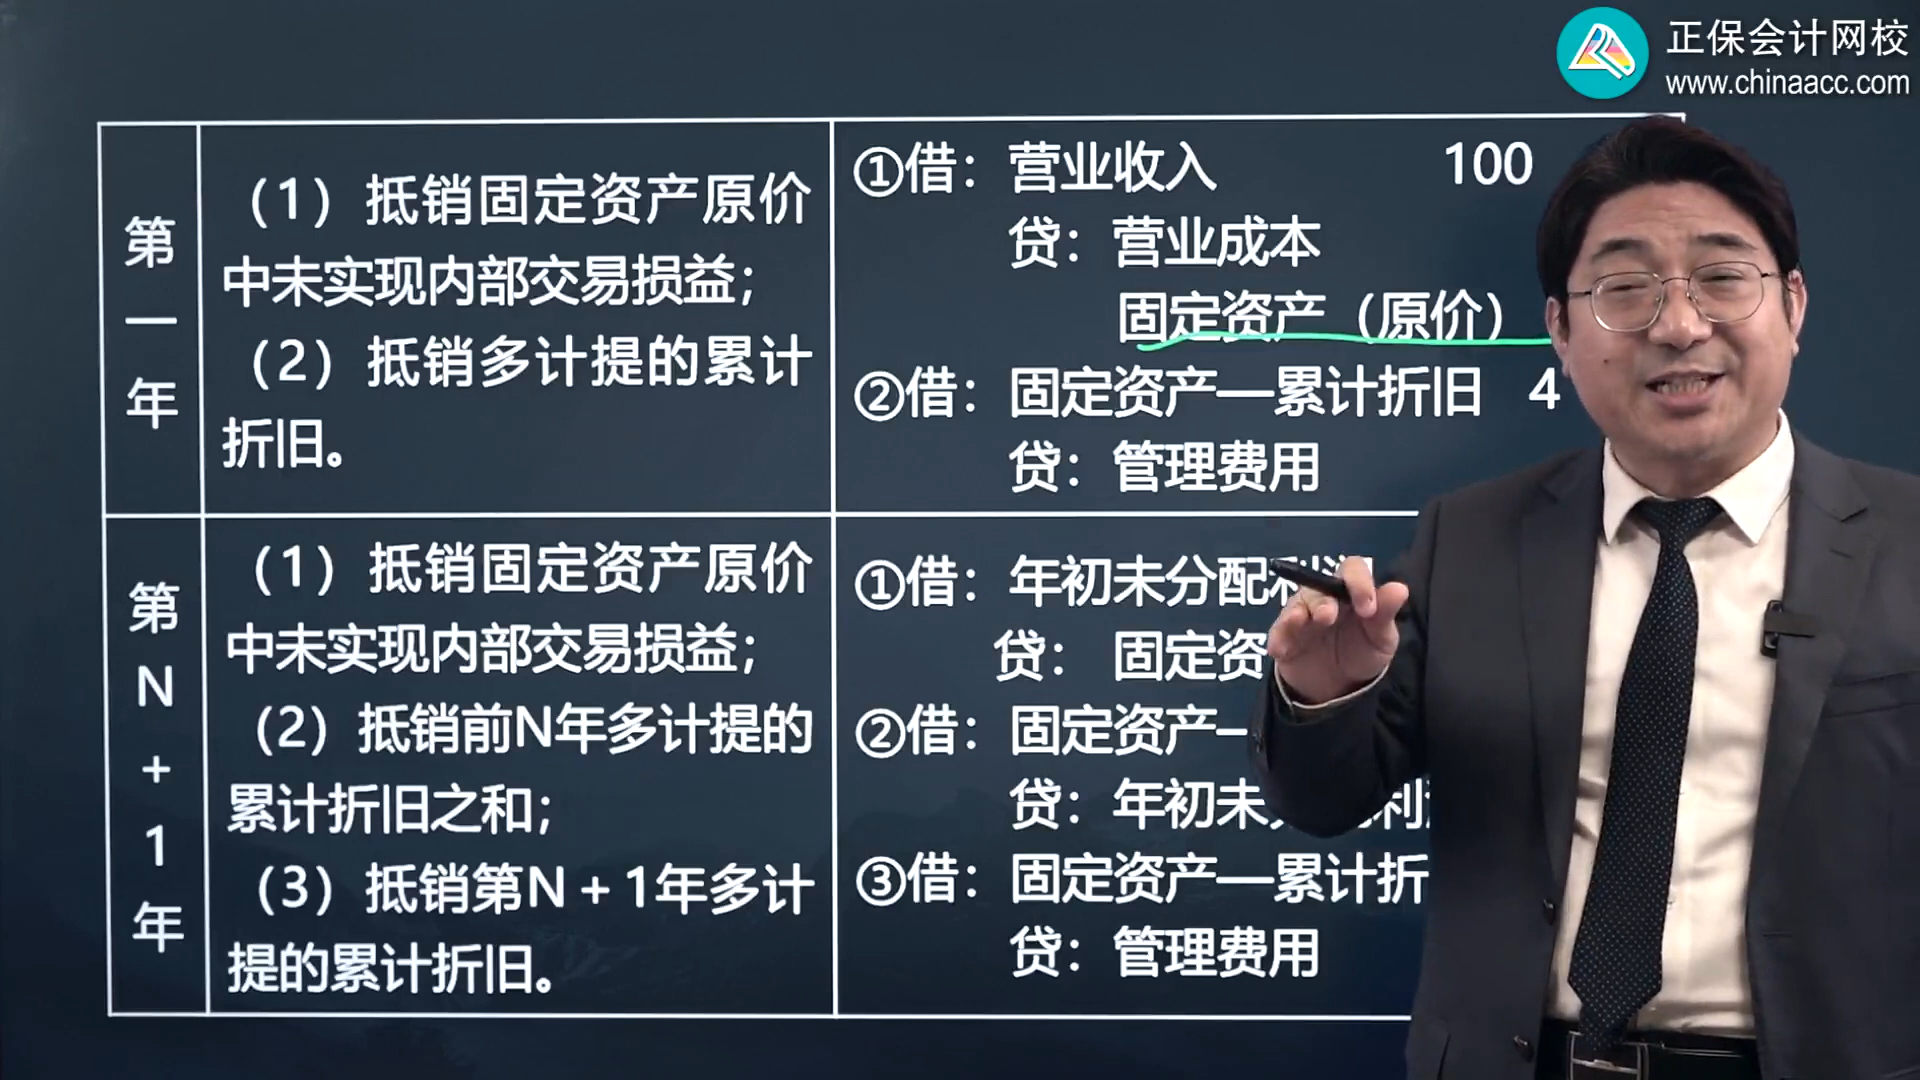 正保会计网校
www.chinaacc.com
第一年
（1）抵销固定资产原价
中未实现内部交易损益；
（2）抵销多计提的累计
折旧。
①借：营业收入 100
贷：营业成本
固定资产（原价）
②借：固定资产—累计折旧 4
贷：管理费用
第N+1年
（1）抵销固定资产原价
中未实现内部交易损益；
（2）抵销前N年多计提的
累计折旧之和；
（3）抵销第N+1年多计
提的累计折旧。
①借：年初未分配利润
贷：固定资
②借：固定资产—
贷：年初未 利
③借：固定资产—累计折
贷：管理费用